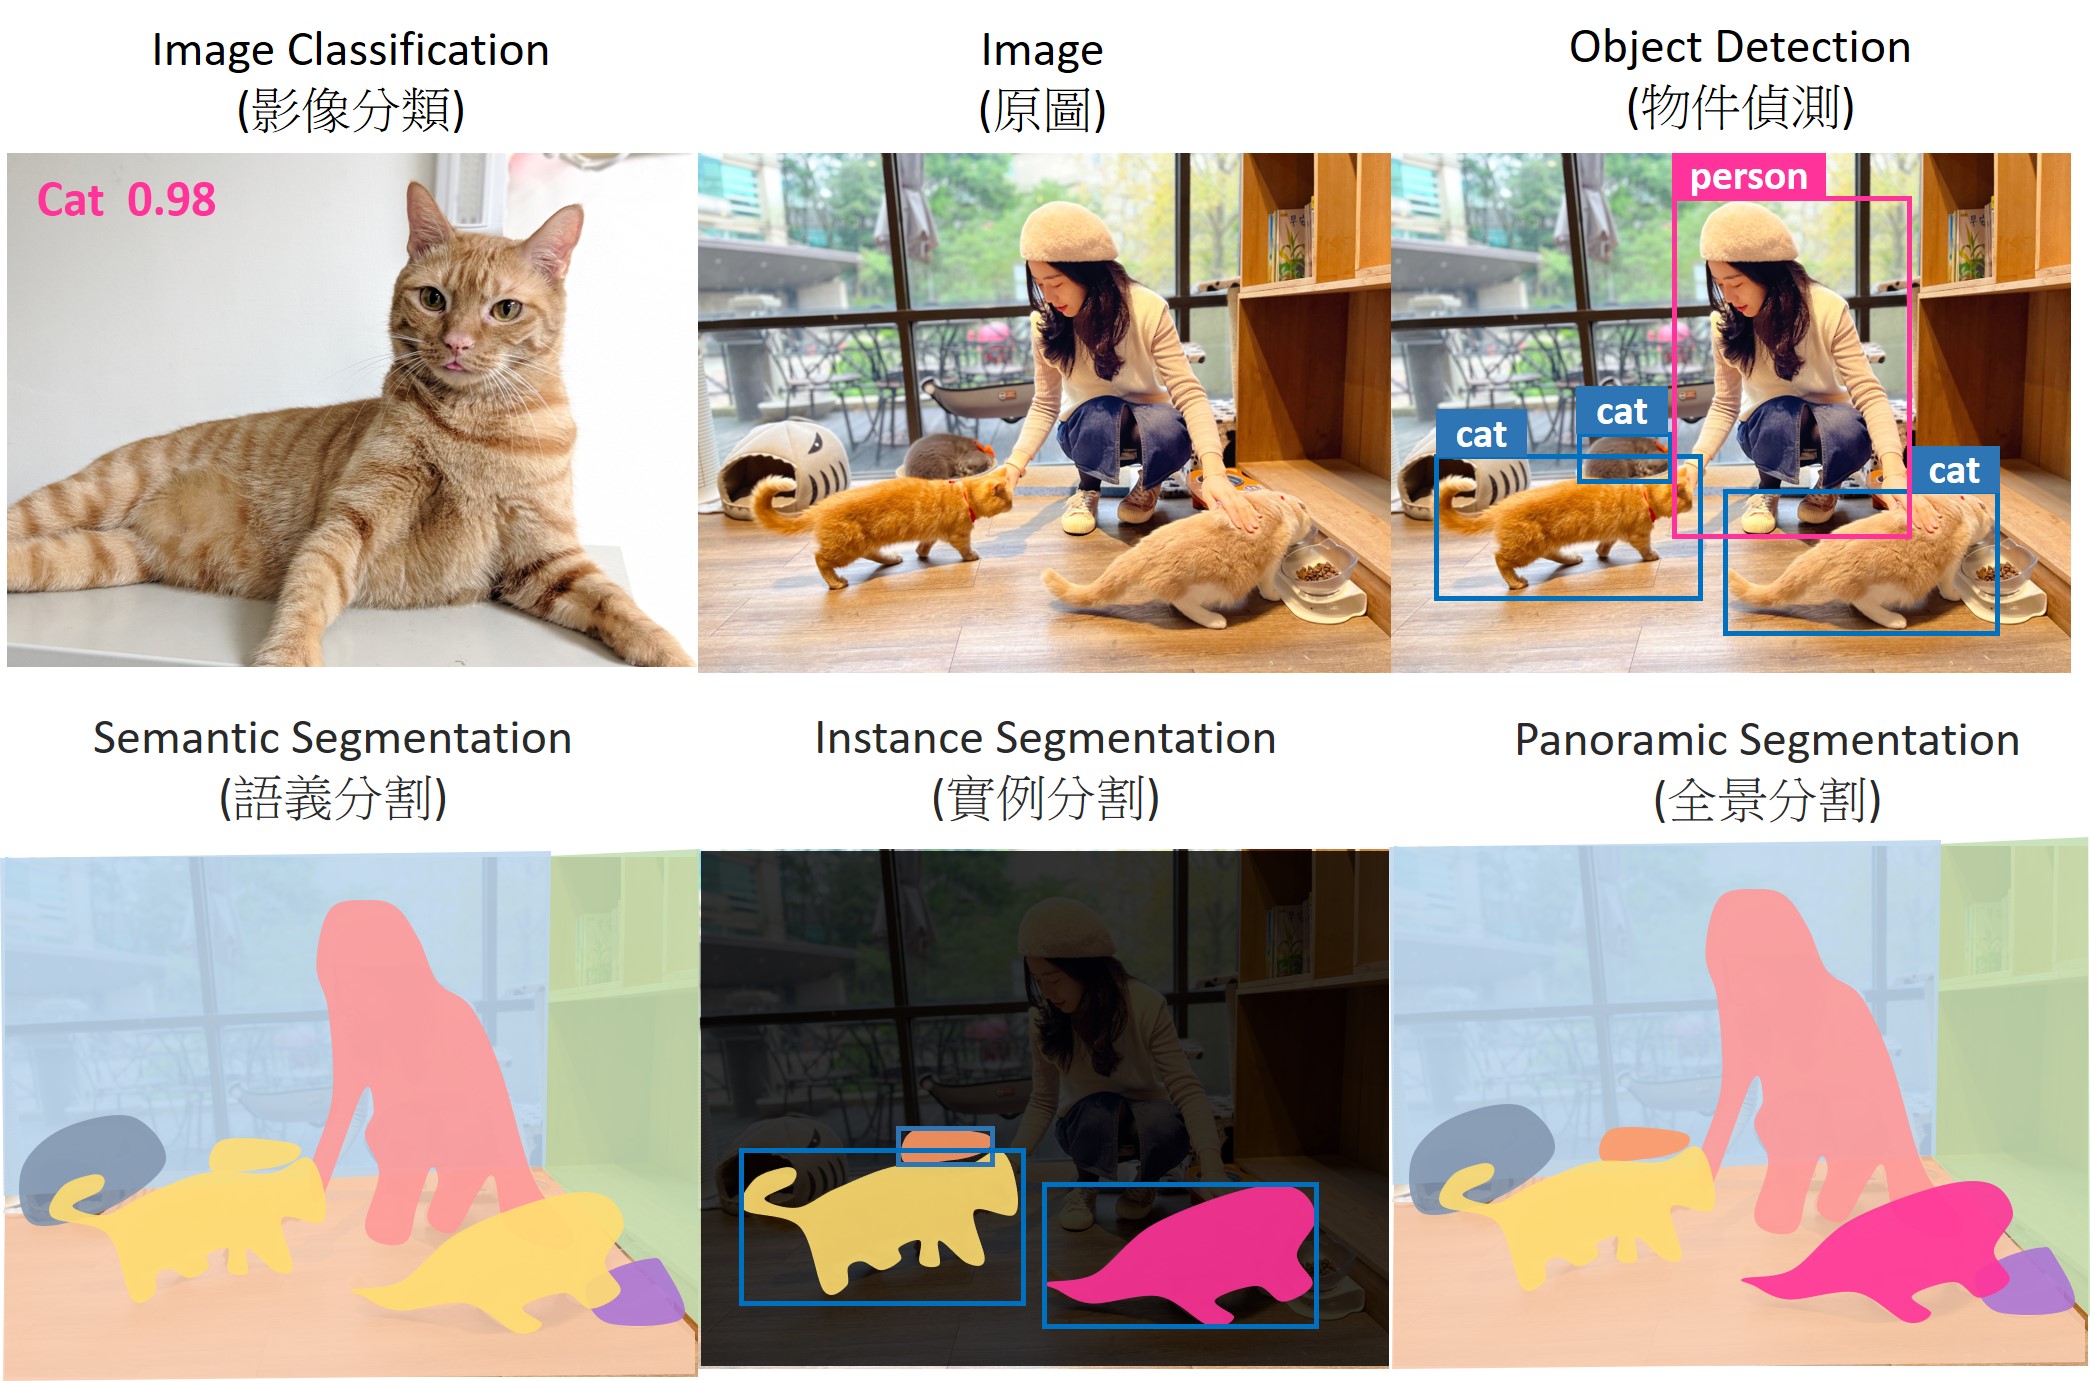 Image Classification
(影像分類)
Image
(原圖)
Object Detection
(物件偵測)
Cat 0.98
person
cat
cat
cat
Semantic Segmentation
(語義分割)
Instance Segmentation
(實例分割)
Panoramic Segmentation
(全景分割)